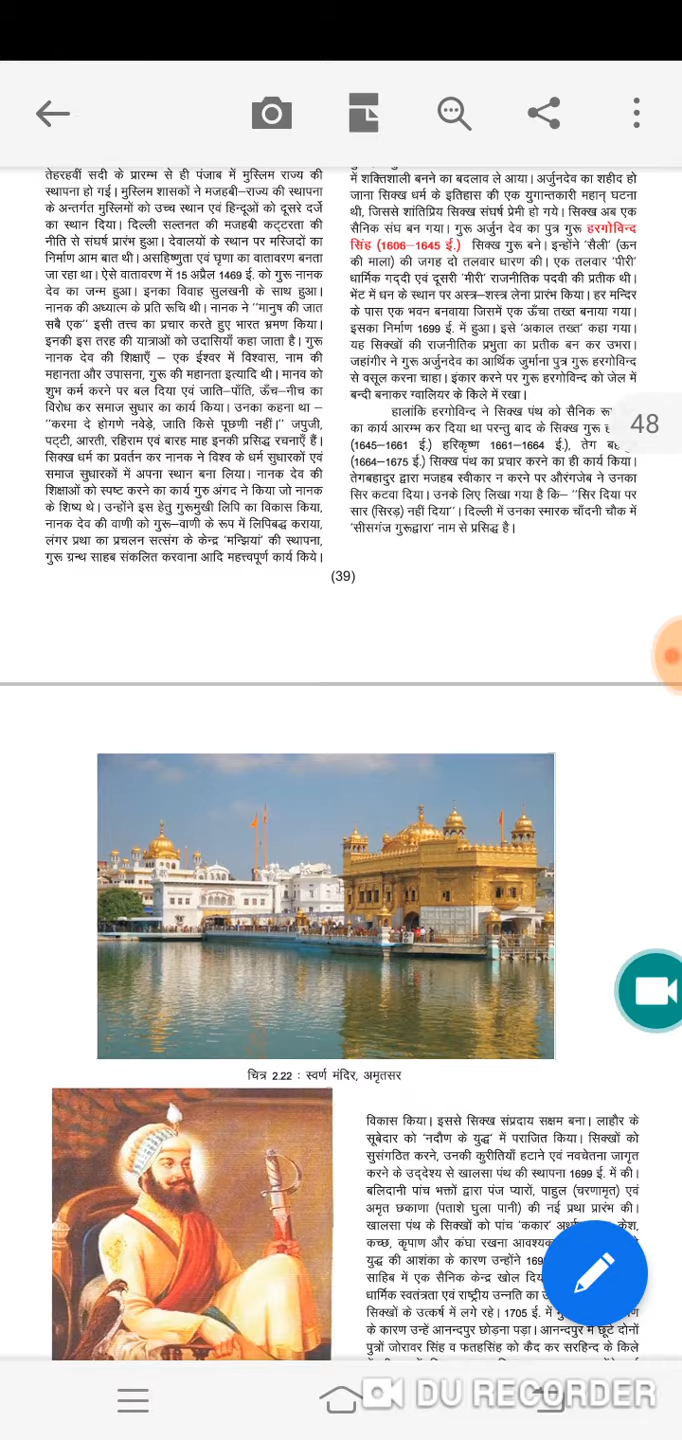 तेहरहवीं सदी के प्रारम्भ से ही पंजाब में मुस्लिम राज्य की
स्थापना हो गई। मुस्लिम शासकों ने मजहबी–राज्य की स्थापना
के अन्तर्गत मुस्लिमों को उच्च स्थान एवं हिन्दूओं को दूसरे दर्जे
का स्थान दिया। दिल्ली सल्तनत की मजहबी कट्टरता की
नीति से संघर्ष प्रारंभ हुआ। देवालयों के स्थान पर मस्जिदों का
निर्माण आम बात थी। असहिष्णुता एवं घृणा का वातावरण बनता
जा रहा था। ऐसे वातावरण में 15 अप्रैल 1469 ई. को गुरू नानक
देव का जन्म हुआ। इनका विवाह सुलखनी के साथ हुआ।
नानक की अध्यात्म के प्रति रूचि थी। नानक ने "मानुष की जात
सबै एक" इसी तत्त्व का प्रचार करते हुए भारत भ्रमण किया।
इनकी इस तरह की यात्राओं को उदासियाँ कहा जाता है। गुरू
नानक देव की शिक्षाएँ – एक ईश्वर में विश्वास, नाम की
महानता और उपासना, गुरू की महानता इत्यादि थी। मानव को
शुभ कर्म करने पर बल दिया एवं जाति–पाँति, ऊँच–नीच का
विरोध कर समाज सुधार का कार्य किया। उनका कहना था –
"करमा दे होगणे नवेड़े, जाति किसे पूछणी नहीं।" जपुजी,
पट्टी, आरती, रहिराम एवं बारह माह इनकी प्रसिद्ध रचनाएँ हैं।
सिक्ख धर्म का प्रवर्तन कर नानक ने विश्व के धर्म सुधारकों एवं
समाज सुधारकों में अपना स्थान बना लिया। नानक देव की
शिक्षाओं को स्पष्ट करने का कार्य गुरू अंगद ने किया जो नानक
के शिष्य थे। उन्होंने इस हेतु गुरूमुखी लिपि का विकास किया,
नानक देव की वाणी को गुरू–वाणी के रूप में लिपिबद्ध कराया,
लंगर प्रथा का प्रचलन सत्संग के केन्द्र 'मन्झियां' की स्थापना,
गुरू ग्रन्थ साहब संकलित करवाना आदि महत्त्वपूर्ण कार्य किये।
में शक्तिशाली बनने का बदलाव ले आया। अर्जुनदेव का शहीद हो
जाना सिक्ख धर्म के इतिहास की एक युगान्तकारी महान् घटना
थी, जिससे शांतिप्रिय सिक्ख संघर्ष प्रेमी हो गये। सिक्ख अब एक
सैनिक संघ बन गया। गुरू अर्जुन देव का पुत्र गुरू हरगोविन्द
सिंह (1606–1645 ई.) सिक्ख गुरू बने। इन्होंने 'सैली' (ऊन
की माला) की जगह दो तलवार धारण की। एक तलवार 'पीरी'
धार्मिक गद्दी एवं दूसरी 'मीरी' राजनीतिक पदवी की प्रतीक थी।
भेंट में धन के स्थान पर अस्त्र–शस्त्र लेना प्रारंभ किया। हर मन्दिर
के पास एक भवन बनवाया जिसमें एक ऊँचा तख्त बनाया गया।
इसका निर्माण 1699 ई. में हुआ। इसे 'अकाल तख्त' कहा गया।
यह सिक्खों की राजनीतिक प्रभुता का प्रतीक बन कर उभरा।
जहांगीर ने गुरू अर्जुनदेव का आर्थिक जुर्माना पुत्र गुरू हरगोविन्द
से वसूल करना चाहा। इंकार करने पर गुरू हरगोविन्द को जेल में
बन्दी बनाकर ग्वालियर के किले में रखा।
हालांकि हरगोविन्द ने सिक्ख पंथ को सैनिक
का कार्य आरम्भ कर दिया था परन्तु बाद के सिक्ख गुरू
(1645–1661 ई.) हरिकृष्ण 1661–1664 ई.), तेग
(1664–1675 ई.) सिक्ख पंथ का प्रचार करने का ही कार्य किया।
तेगबहादुर द्वारा मजहब स्वीकार न करने पर औरंगजेब ने उनका
सिर कटवा दिया। उनके लिए लिखा गया है कि– "सिर दिया पर
सार (सिरड़) नहीं दिया"। दिल्ली में उनका स्मारक चाँदनी चौक में
'सीसगंज गुरूद्वारा' नाम से प्रसिद्ध है।
48
(39)
चित्र 2.22 : स्वर्ण मंदिर, अमृतसर
विकास किया। इससे सिक्ख संप्रदाय सक्षम बना। लाहौर के
सूबेदार को 'नदौण के युद्ध' में पराजित किया। सिक्खों को
सुसंगठित करने, उनकी कुरीतियाँ हटाने एवं नवचेतना जागृत
करने के उद्देश्य से खालसा पंथ की स्थापना 1699 ई. में की।
बलिदानी पांच भक्तों द्वारा पंज प्यारों, पाहुल (चरणामृत) एवं
अमृत छकाणा (पताशे घुला पानी) की नई प्रथा प्रारंभ की।
खालसा पंथ के सिक्खों को पांच 'ककार' केश,
कच्छ, कृपाण और कंघा रखना
युद्ध की आशंका के कारण उन्होंने
साहिब में एक सैनिक केन्द्र खोल
धार्मिक स्वतंत्रता एवं राष्ट्रीय उन्नति का
सिक्खों के उत्कर्ष में लगे रहे। 1705 ई. में
के कारण उन्हें आनन्दपुर छोड़ना पड़ा। आनन्दपुर में छूटे दोनों
पुत्रों जोरावर सिंह व फतहसिंह को कैद कर सरहिन्द के किले
DU RECORDER